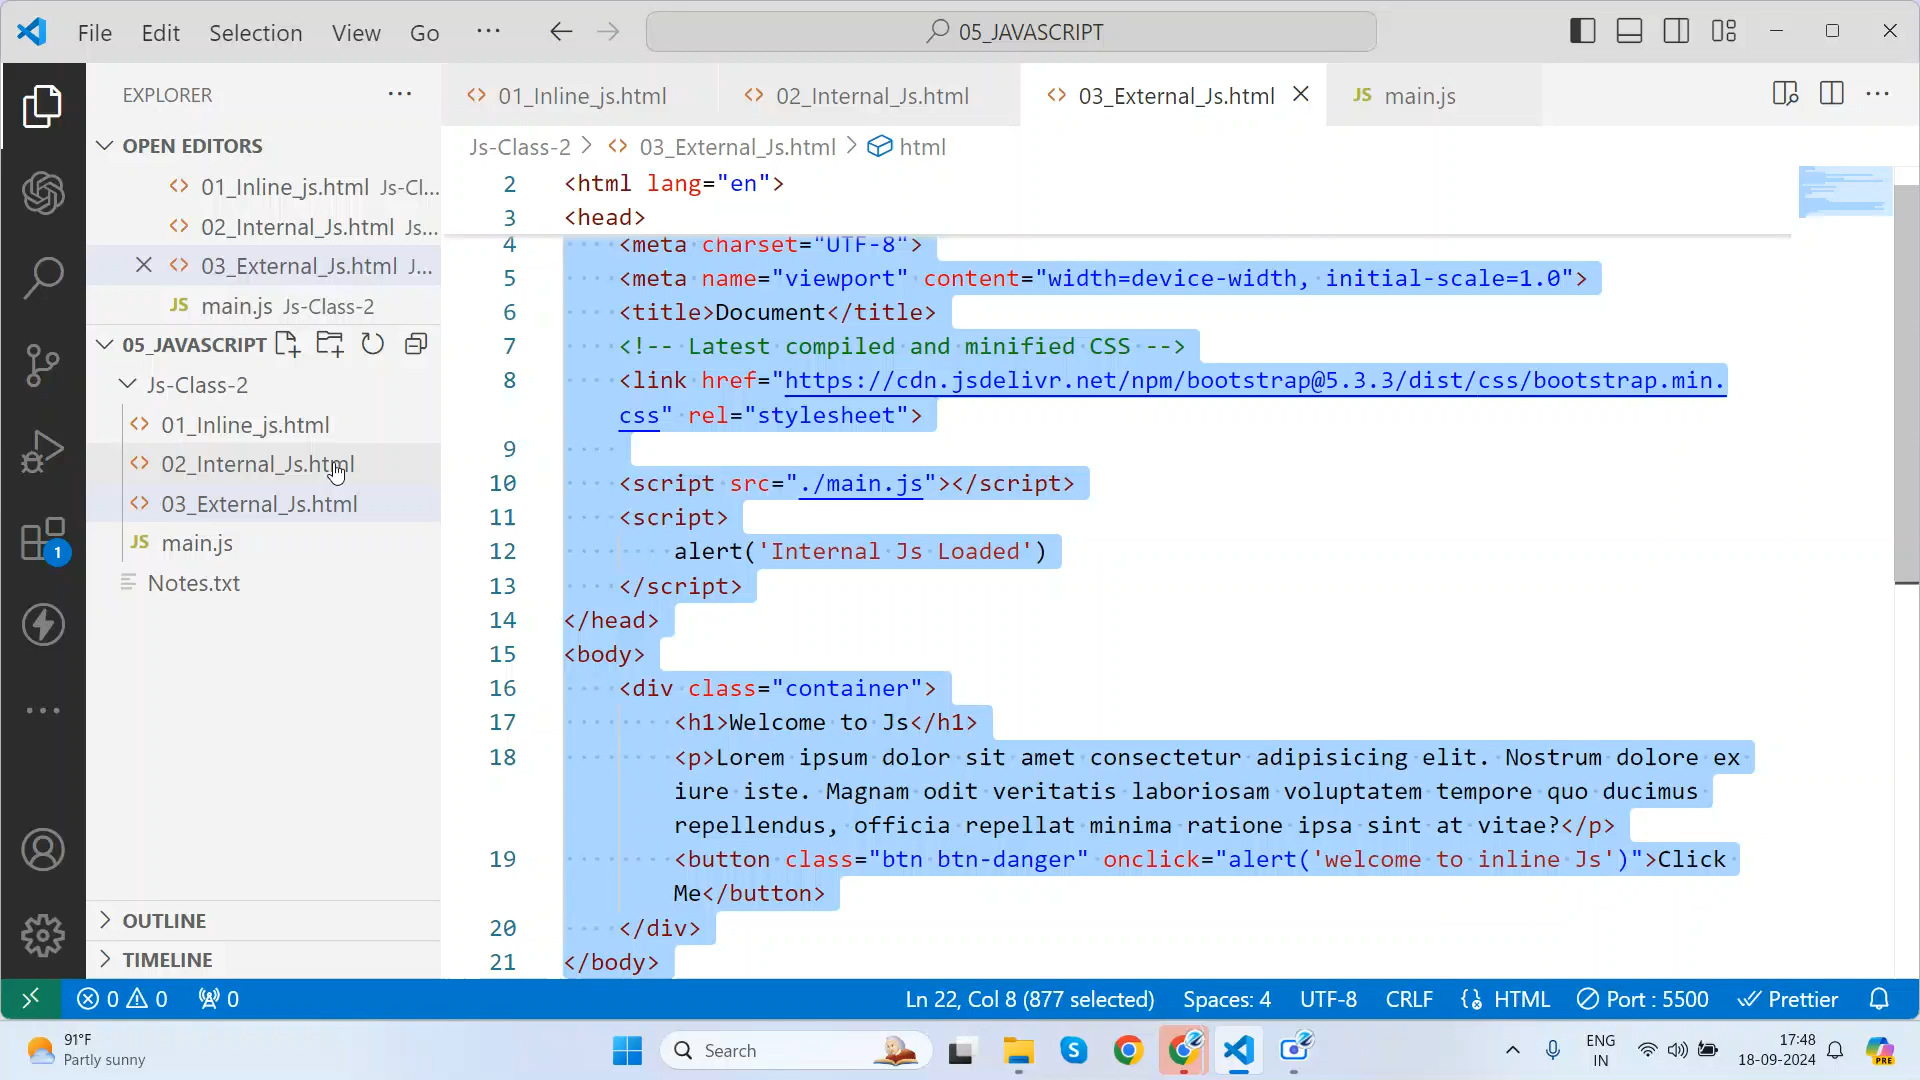 File Edit Selection View Go ... 05_JAVASCRIPT
EXPLORER
OPEN EDITORS
01_Inline_js.html Js-Cl...
02_Internal_Js.html Js...
03_External_Js.html J...
main.js Js-Class-2
05_JAVASCRIPT
Js-Class-2
01_Inline_js.html
02_Internal_Js.html
03_External_Js.html
JS main.js
Notes.txt
OUTLINE
TIMELINE
1
01_Inline_js.html 02_Internal_Js.html 03_External_Js.html JS main.js
Js-Class-2 > 03_External_Js.html > html
2 <html lang="en">
3 <head>
4 <meta charset="UTF-8">
5 <meta name="viewport" content="width=device-width, initial-scale=1.0">
6 <title>Document</title>
7 <!-- Latest compiled and minified CSS -->
8 <link href="https://cdn.jsdelivr.net/npm/bootstrap@5.3.3/dist/css/bootstrap.min.
css" rel="stylesheet">
9
10 <script src="./main.js"></script>
11 <script>
12 alert('Internal Js Loaded')
13 </script>
14 </head>
15 <body>
16 <div class="container">
17 <h1>Welcome to Js</h1>
18 <p>Lorem ipsum dolor sit amet consectetur adipisicing elit. Nostrum dolore ex
iure iste. Magnam odit veritatis laboriosam voluptatem tempore quo ducimus
repellendus, officia repellat minima ratione ipsa sint at vitae?</p>
19 <button class="btn btn-danger" onclick="alert('welcome to inline Js')">Click
Me</button>
20 </div>
21 </body>
0 0 0 Ln 22, Col 8 (877 selected) Spaces: 4 UTF-8 CRLF HTML Port : 5500 Prettier
91°F
Partly sunny
Search
ENG
IN
17:48
18-09-2024
PRE